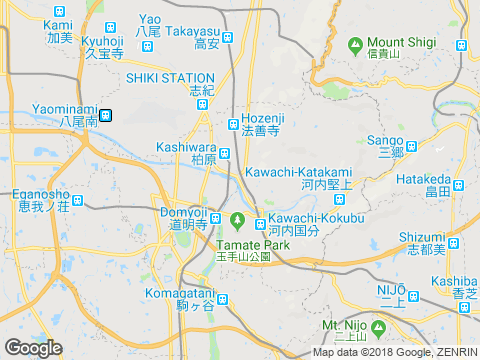 Kami
加美
Yao
八尾
Kyuhoji
久宝寺
Takayasu
高安
Mount Shigi
信貴山
SHIKI STATION
志紀
Yaominami
八尾南
Hozenji
法善寺
Kashiwara
柏原
Sango
三郷
Kawachi-Katakami
河内堅上
Hatakeda
畠田
Eganosho
恵我ノ荘
Domyoji
道明寺
Kawachi-Kokubu
河内国分
Tamate Park
玉手山公園
Shizumi
志都美
Kashiba
香芝
Komagatani
駒ヶ谷
NIJŌ
二上
Mt. Nijo
二上山
Google
Map data ©2018 Google, ZENRIN